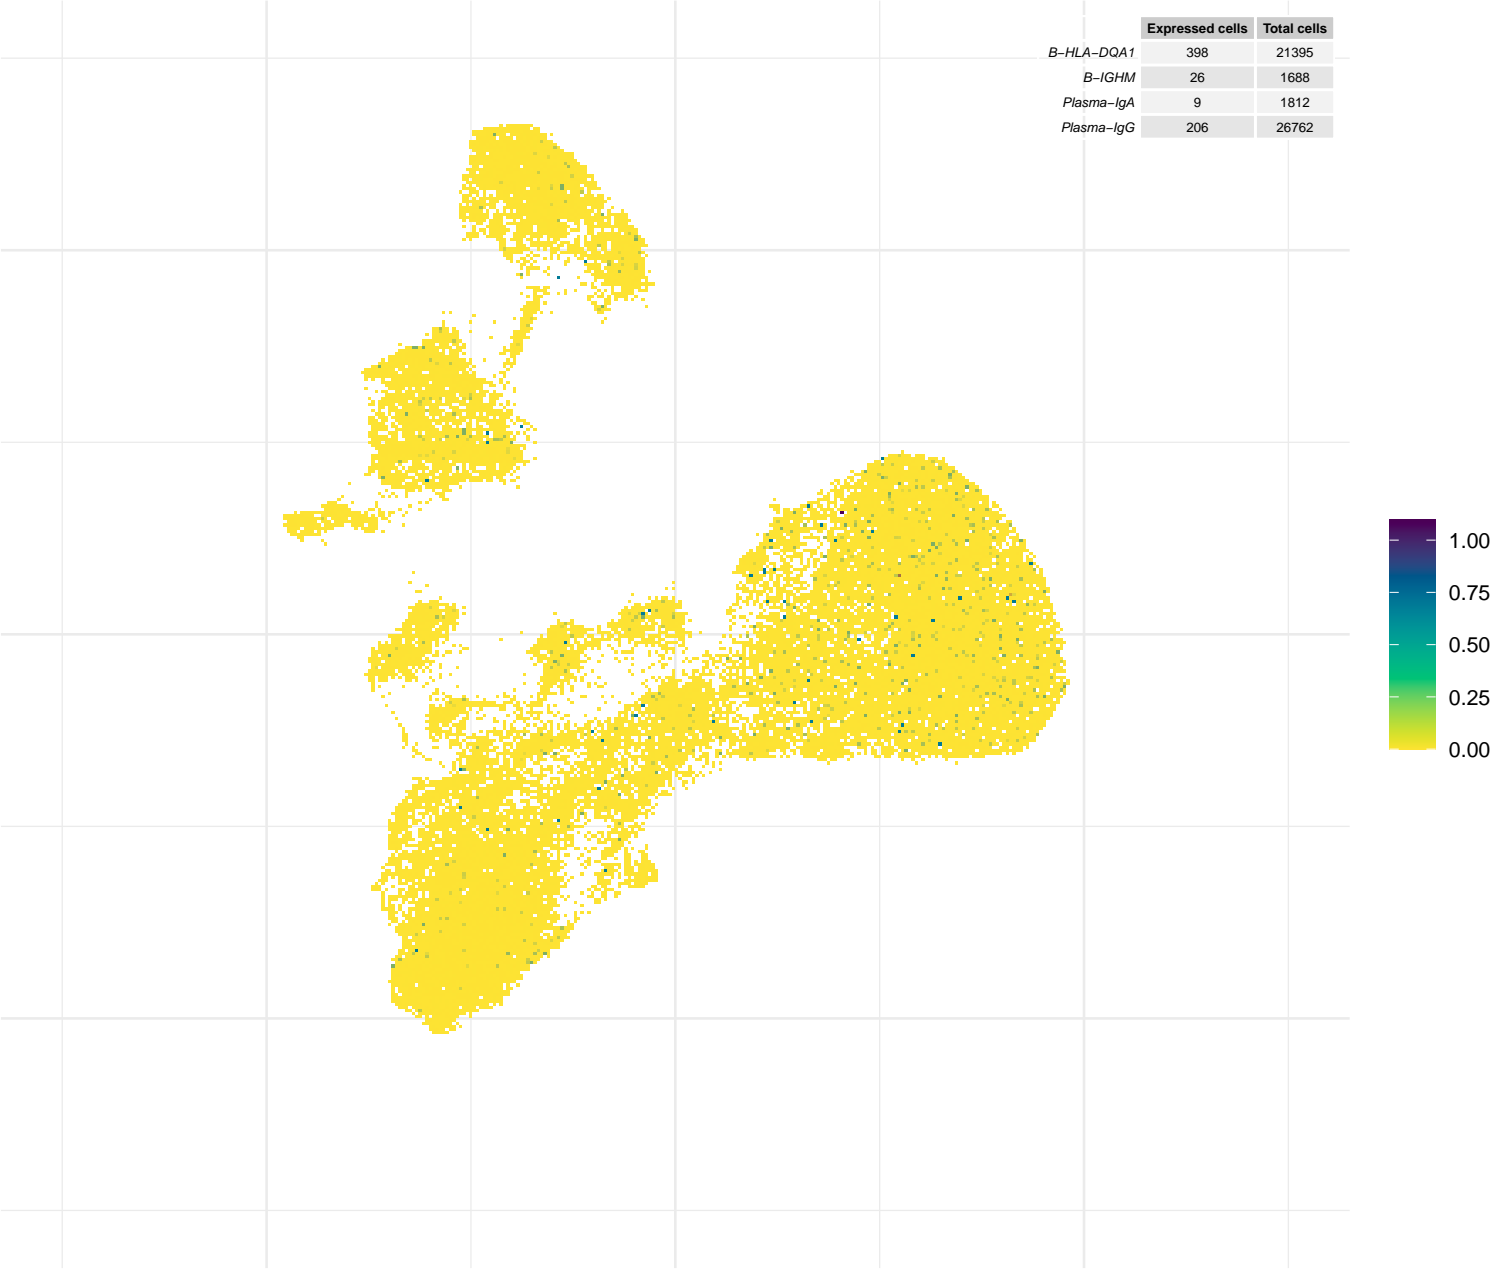 Expressed cells Total cells
B−HLA−DQA1 398 21395
B−IGHM 26 1688
Plasma−IgA 9 1812
Plasma−IgG 206 26762
1.00
0.75
0.50
0.25
0.00